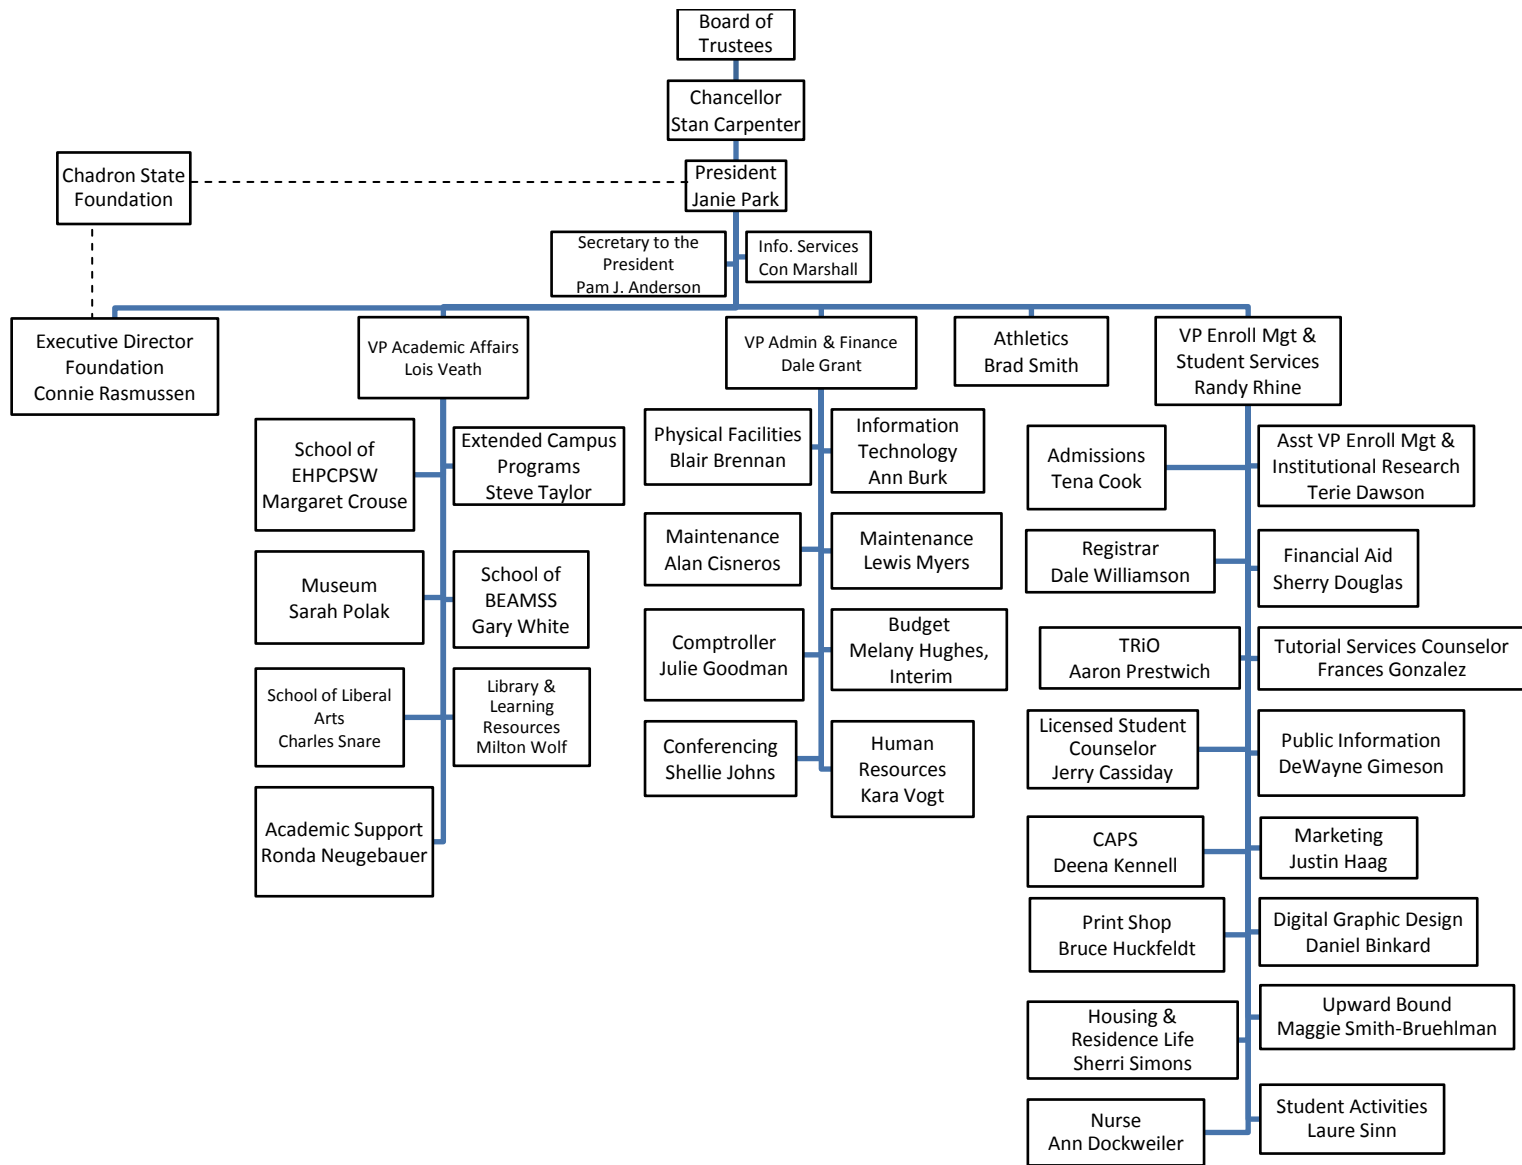 Board of
Trustees
Chancellor
Stan Carpenter
Chadron State
Foundation
President
Janie Park
Secretary to the
President
Pam J. Anderson
Info. Services
Con Marshall
Executive Director
Foundation
Connie Rasmussen
VP Academic Affairs
Lois Veath
VP Admin & Finance
Dale Grant
Athletics
Brad Smith
VP Enroll Mgt &
Student Services
Randy Rhine
School of
EHPCPSW
Margaret Crouse
Extended Campus
Programs
Steve Taylor
Museum
Sarah Polak
School of
BEAMSS
Gary White
School of Liberal
Arts
Charles Snare
Library &
Learning
Resources
Milton Wolf
Academic Support
Ronda Neugebauer
Physical Facilities
Blair Brennan
Information
Technology
Ann Burk
Maintenance
Alan Cisneros
Maintenance
Lewis Myers
Comptroller
Julie Goodman
Budget
Melany Hughes,
Interim
Conferencing
Shellie Johns
Human
Resources
Kara Vogt
Admissions
Tena Cook
Asst VP Enroll Mgt &
Institutional Research
Terie Dawson
Registrar
Dale Williamson
Financial Aid
Sherry Douglas
TRiO
Aaron Prestwich
Tutorial Services Counselor
Frances Gonzalez
Licensed Student
Counselor
Jerry Cassiday
Public Information
DeWayne Gimeson
CAPS
Deena Kennell
Marketing
Justin Haag
Print Shop
Bruce Huckfeldt
Digital Graphic Design
Daniel Binkard
Housing &
Residence Life
Sherri Simons
Upward Bound
Maggie Smith-Bruehlman
Nurse
Ann Dockweiler
Student Activities
Laure Sinn